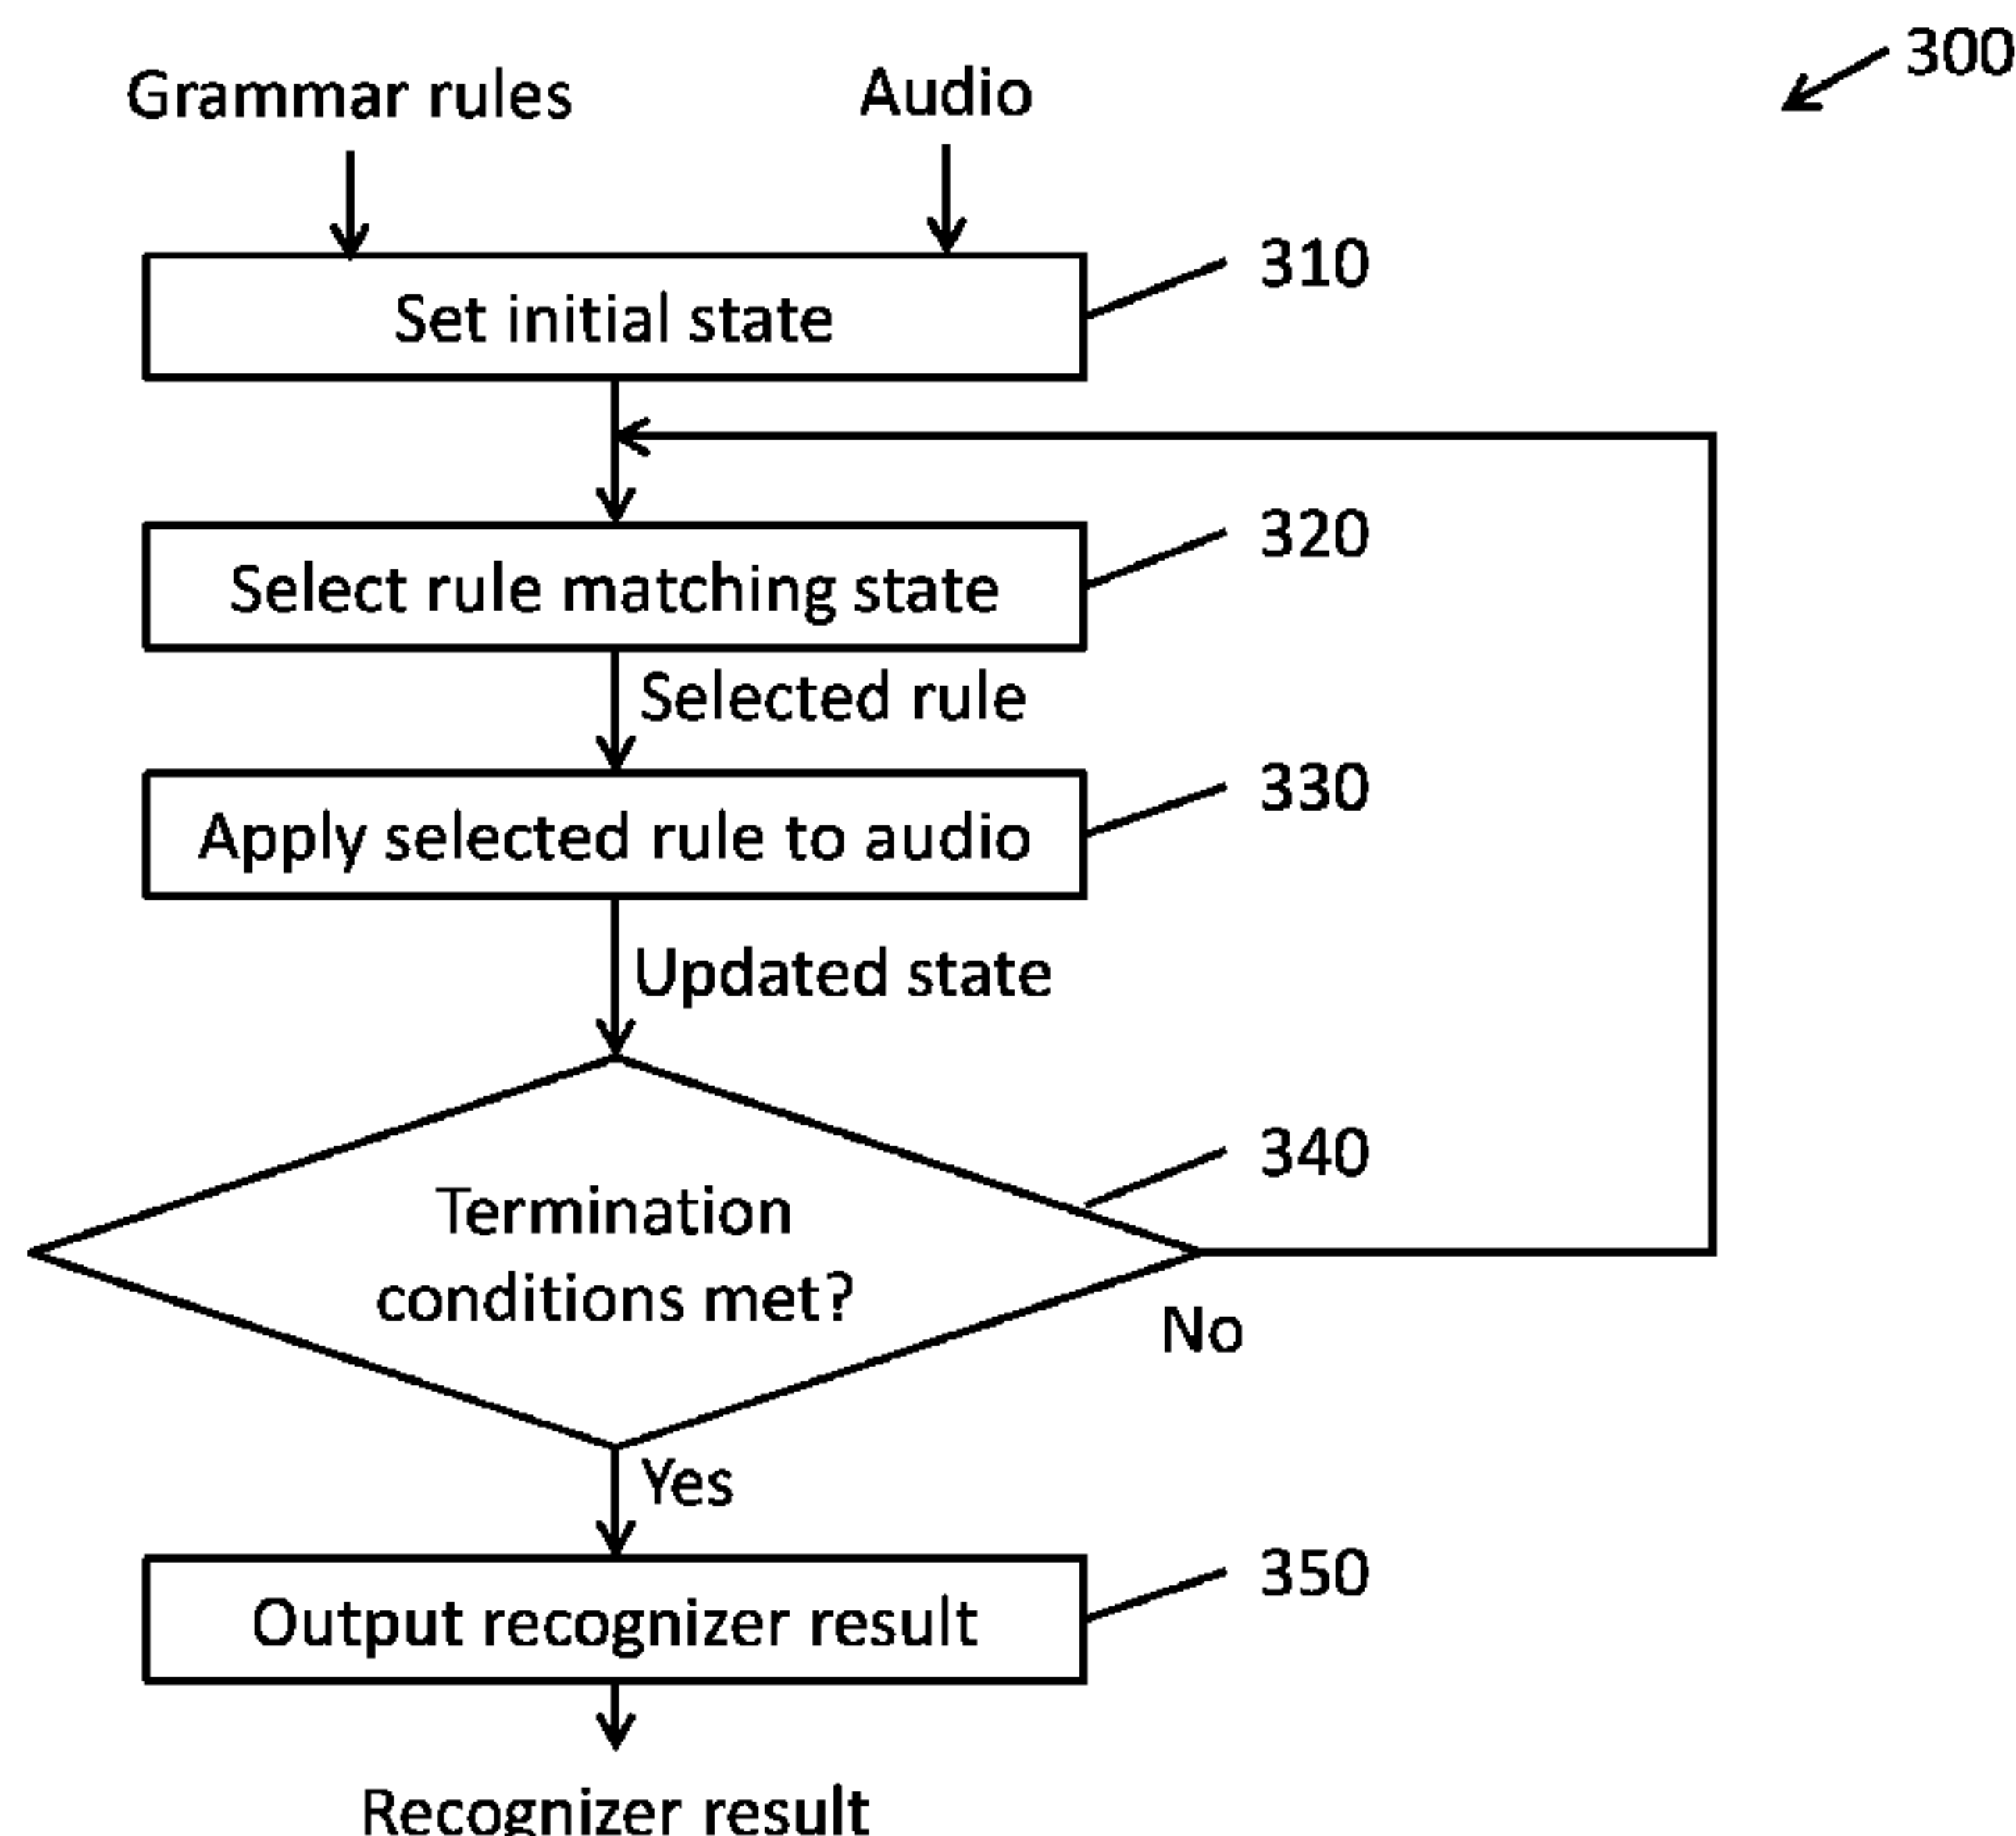 300
Grammar rules
Audio
310
Set initial state
320
Select rule matching state
Selected rule
330
Apply selected rule to audio
Updated state
340
Termination
conditions met?
No
Yes
350
Output recognizer result
Recognizer result